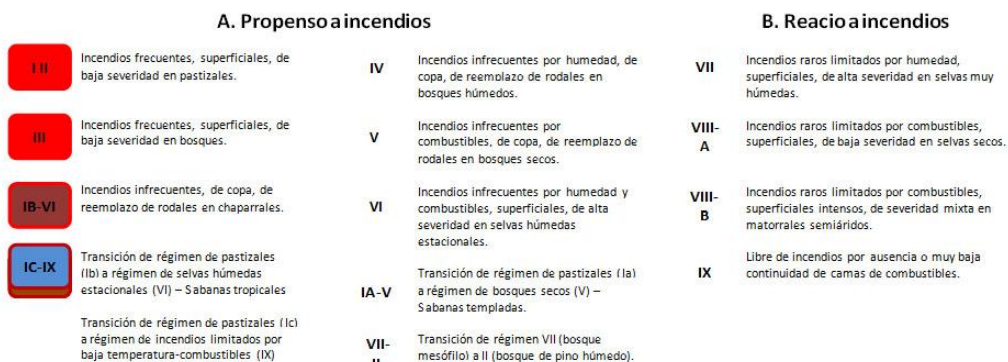 A. Propenso a incendios
I II
Incendios frecuentes, superficiales, de
baja severidad en pastizales.
III
Incendios frecuentes, superficiales, de
baja severidad en bosques.
IB-VI
Incendios infrecuentes, de copa, de
reemplazo de rodales en chaparrales.
IC-IX
Transición de régimen de pastizales
(Ib) a régimen de selvas húmedas
estacionales (VI) – Sabanas tropicales
Transición de régimen de pastizales (Ic)
a régimen de incendios limitados por
baja temperatura-combustibles (IX)
IV
Incendios infrecuentes por humedad, de
copa, de reemplazo de rodales en
bosques húmedos.
V
Incendios infrecuentes por
combustibles, de copa, de reemplazo de
rodales en bosques secos.
VI
Incendios infrecuentes por humedad y
combustibles, superficiales, de alta
severidad en selvas húmedas
estacionales.
IA-V
Transición de régimen de pastizales (Ia)
a régimen de bosques secos (V) –
Sabanas templadas.
VII-
II
Transición de régimen VII (bosque
mesófilo) a II (bosque de pino húmedo).
B. Reacio a incendios
VII
Incendios raros limitados por humedad,
superficiales, de alta severidad en selvas muy
húmedas.
VIII-
A
Incendios raros limitados por combustibles,
superficiales, de baja severidad en selvas secos.
VIII-
B
Incendios raros limitados por combustibles,
superficiales intensos, de severidad mixta en
matorrales semiáridos.
IX
Libre de incendios por ausencia o muy baja
continuidad de camas de combustibles.